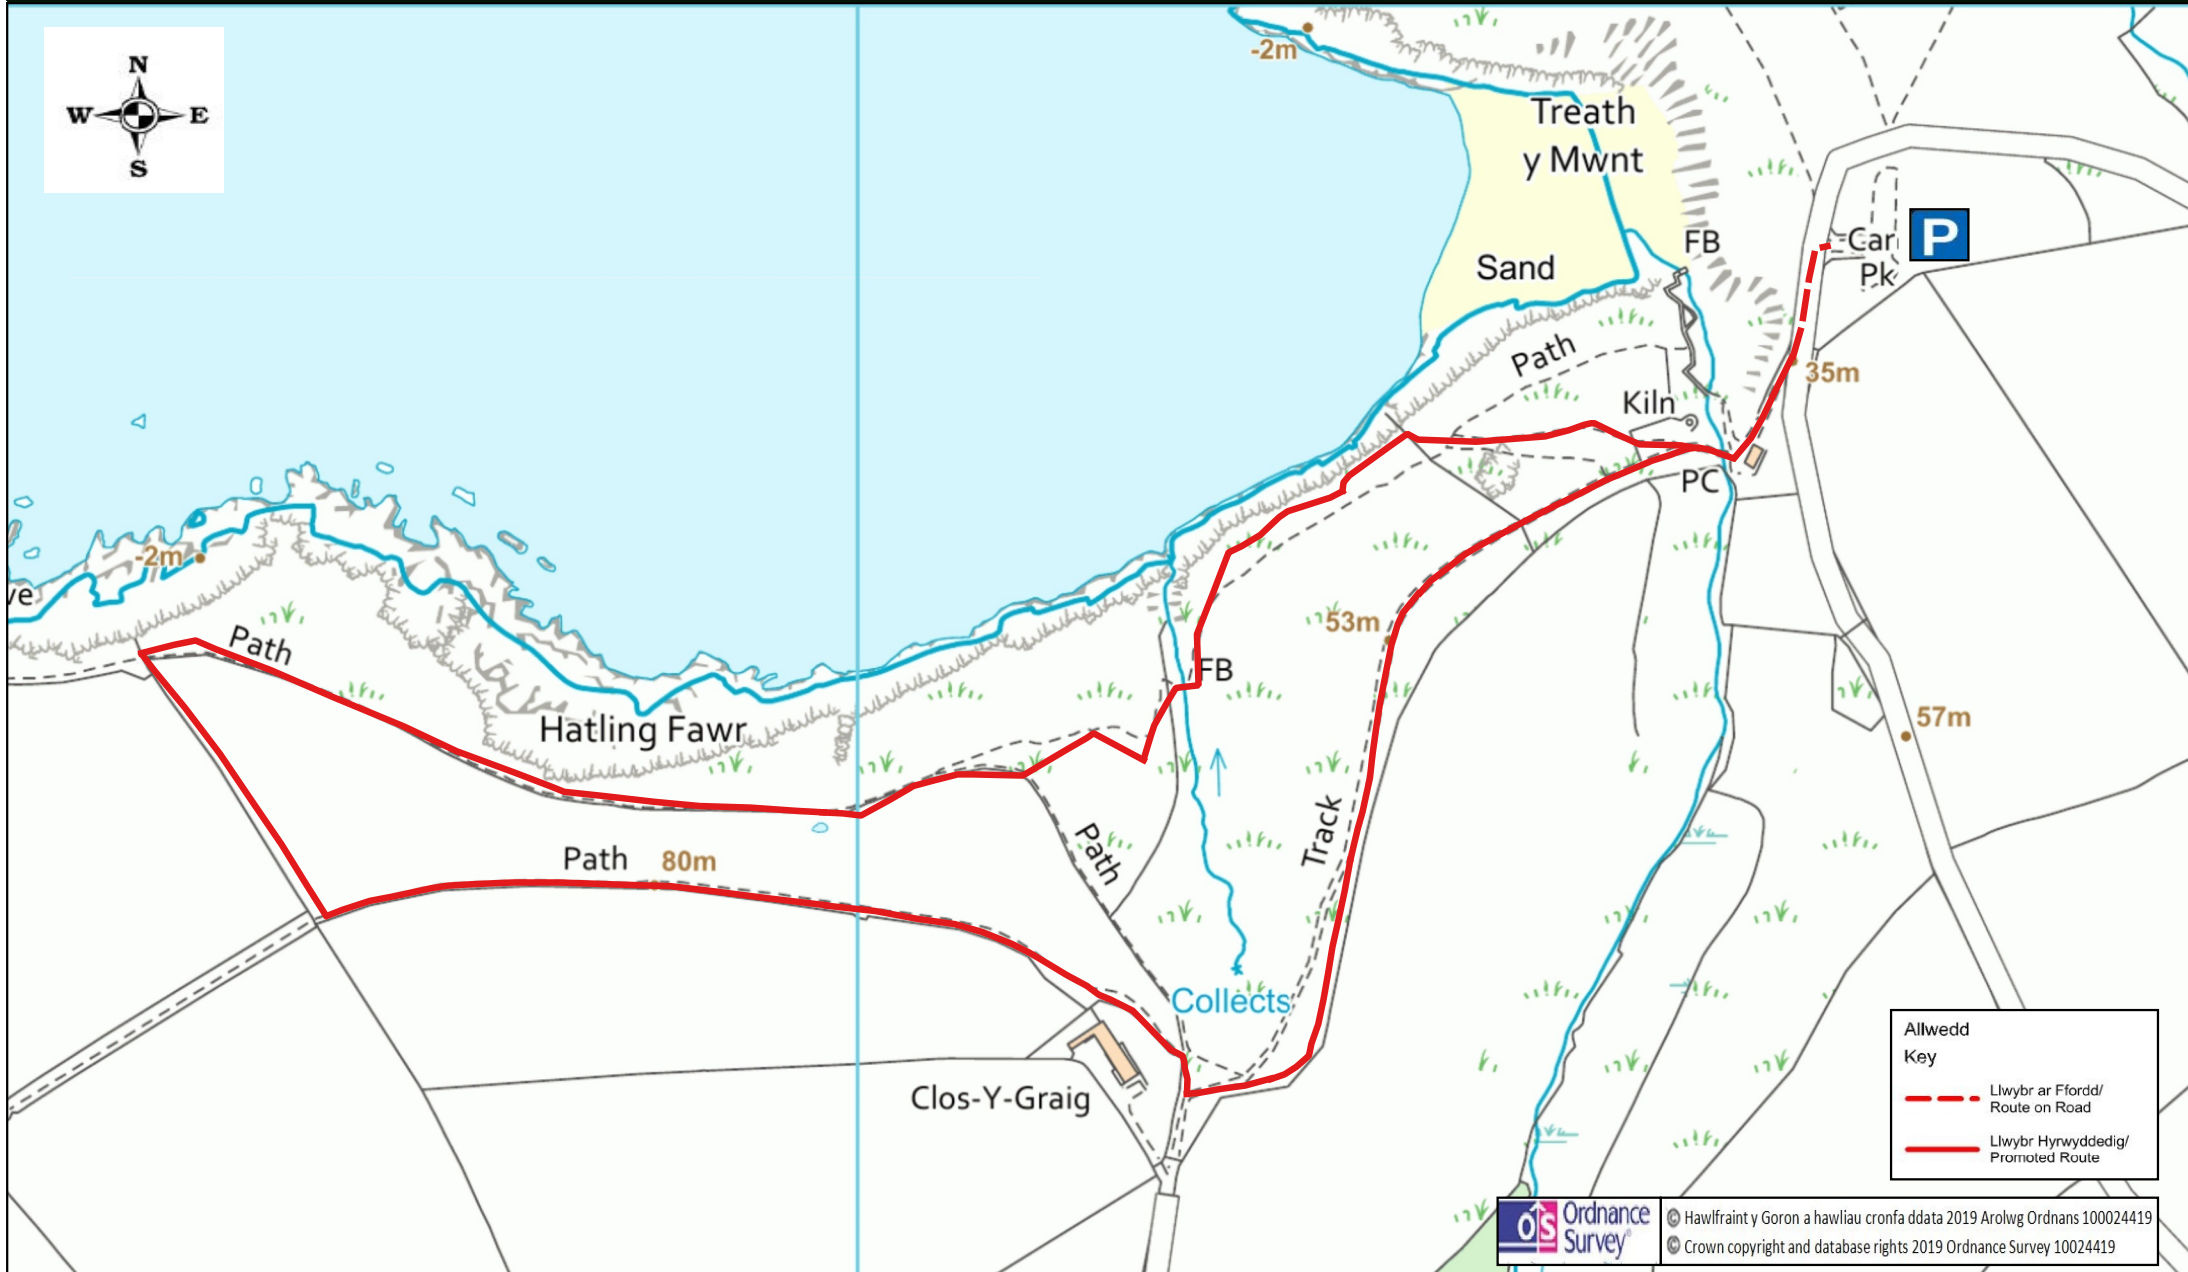 N
W E
S
-2m
Treath
y Mwnt
FB
Car
Pk
P
Sand
Path
35m
Kiln
PC
-2m
ve
Path
53m
FB
Hatling Fawr
57m
Track
Path
Path 80m
Collects
Clos-Y-Graig
Allwedd
Key
Llwybr ar Ffordd/
Route on Road
Llwybr Hyrwyddedig/
Promoted Route
OS Ordnance
Survey
© Hawlfraint y Goron a hawliau cronfa ddata 2019 Arolwg Ordnans 100024419
© Crown copyright and database rights 2019 Ordnance Survey 10024419